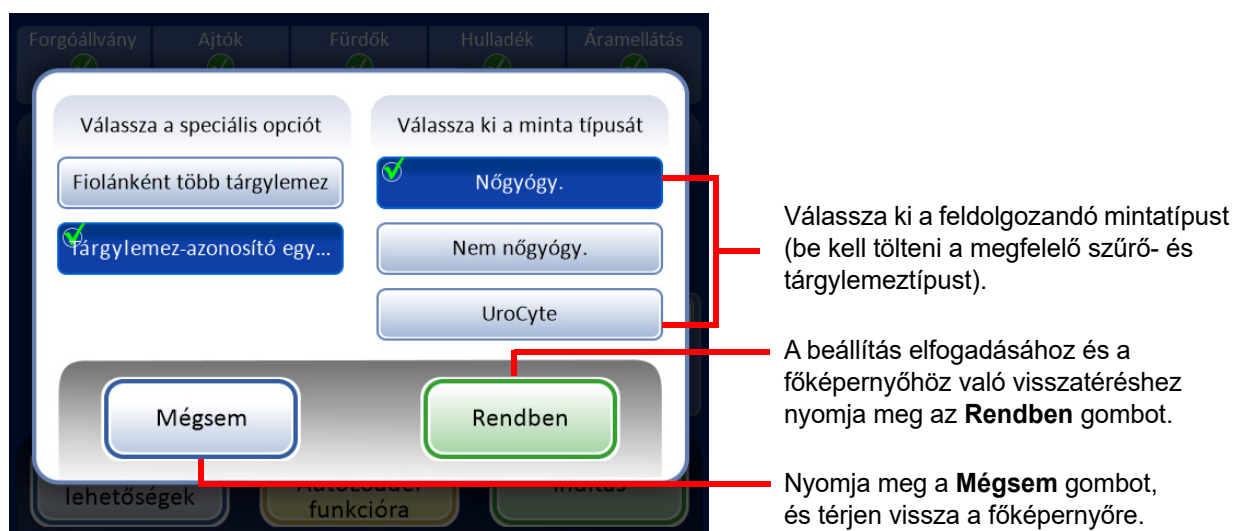 Forgóállvány Ajtók Fürdők Hulladék Áramellátás
Válassza a speciális opciót
Válassza ki a minta típusát
Fiolánként több tárgylemez
Tárgylemez-azonosító egy...
Nőgyógy.
Nem nőgyógy.
UroCyte
Mégsem
Rendben
lehetőségek
funkcióra
Válassza ki a feldolgozandó mintatípust
(be kell tölteni a megfelelő szűrő- és
tárgylemeztípust).
A beállítás elfogadásához és a
főképernyőhöz való visszatéréshez
nyomja meg az Rendben gombot.
Nyomja meg a Mégsem gombot,
és térjen vissza a főképernyőre.